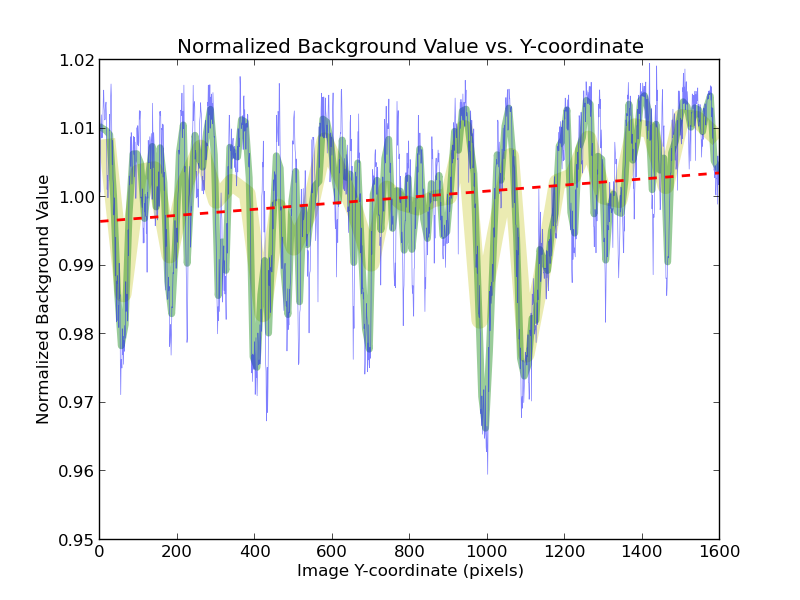 Normalized Background Value vs. Y-coordinate
1.02
1.01
1.00
0.99
0.98
0.97
0.96
0.95
Normalized Background Value
0 200 400 600 800 1000 1200 1400 1600
Image Y-coordinate (pixels)